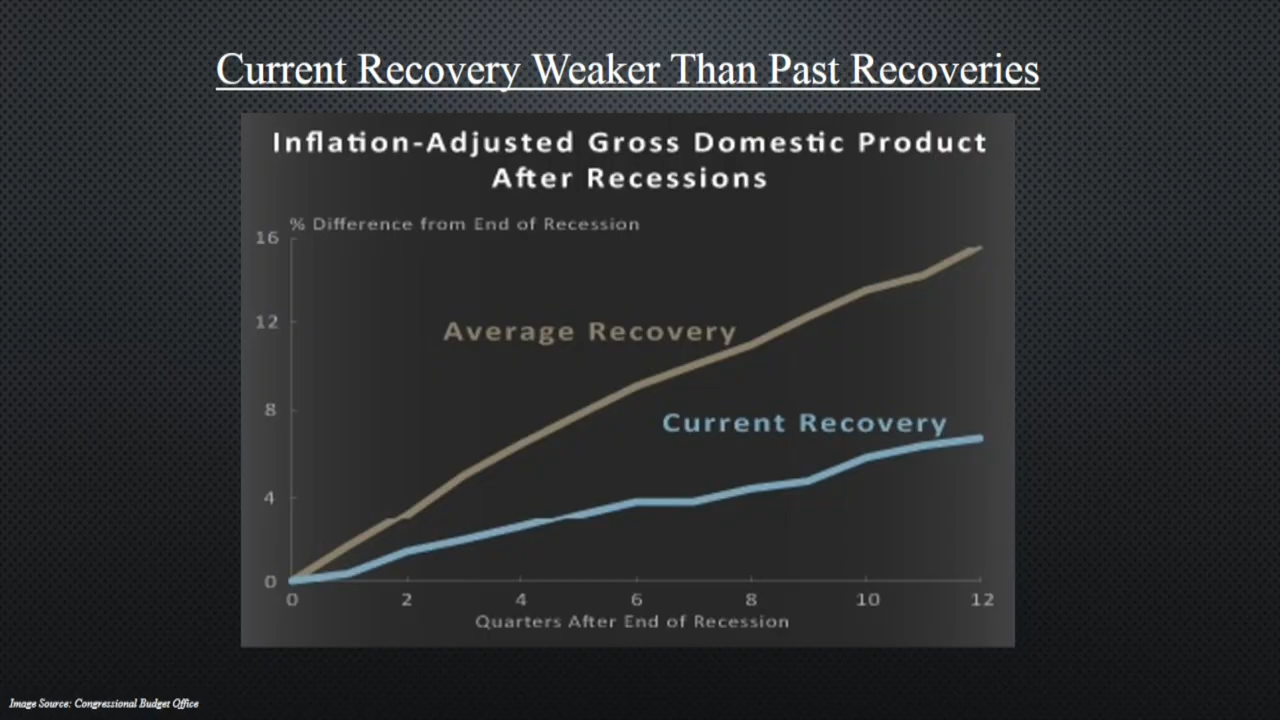 Current Recovery Weaker Than Past Recoveries
Inflation-Adjusted Gross Domestic Product
After Recessions
% Difference from End of Recession
16
12
8
4
0
Average Recovery
Current Recovery
0 2 4 6 8 10 12
Quarters After End of Recession
Image Source: Congressional Budget Office